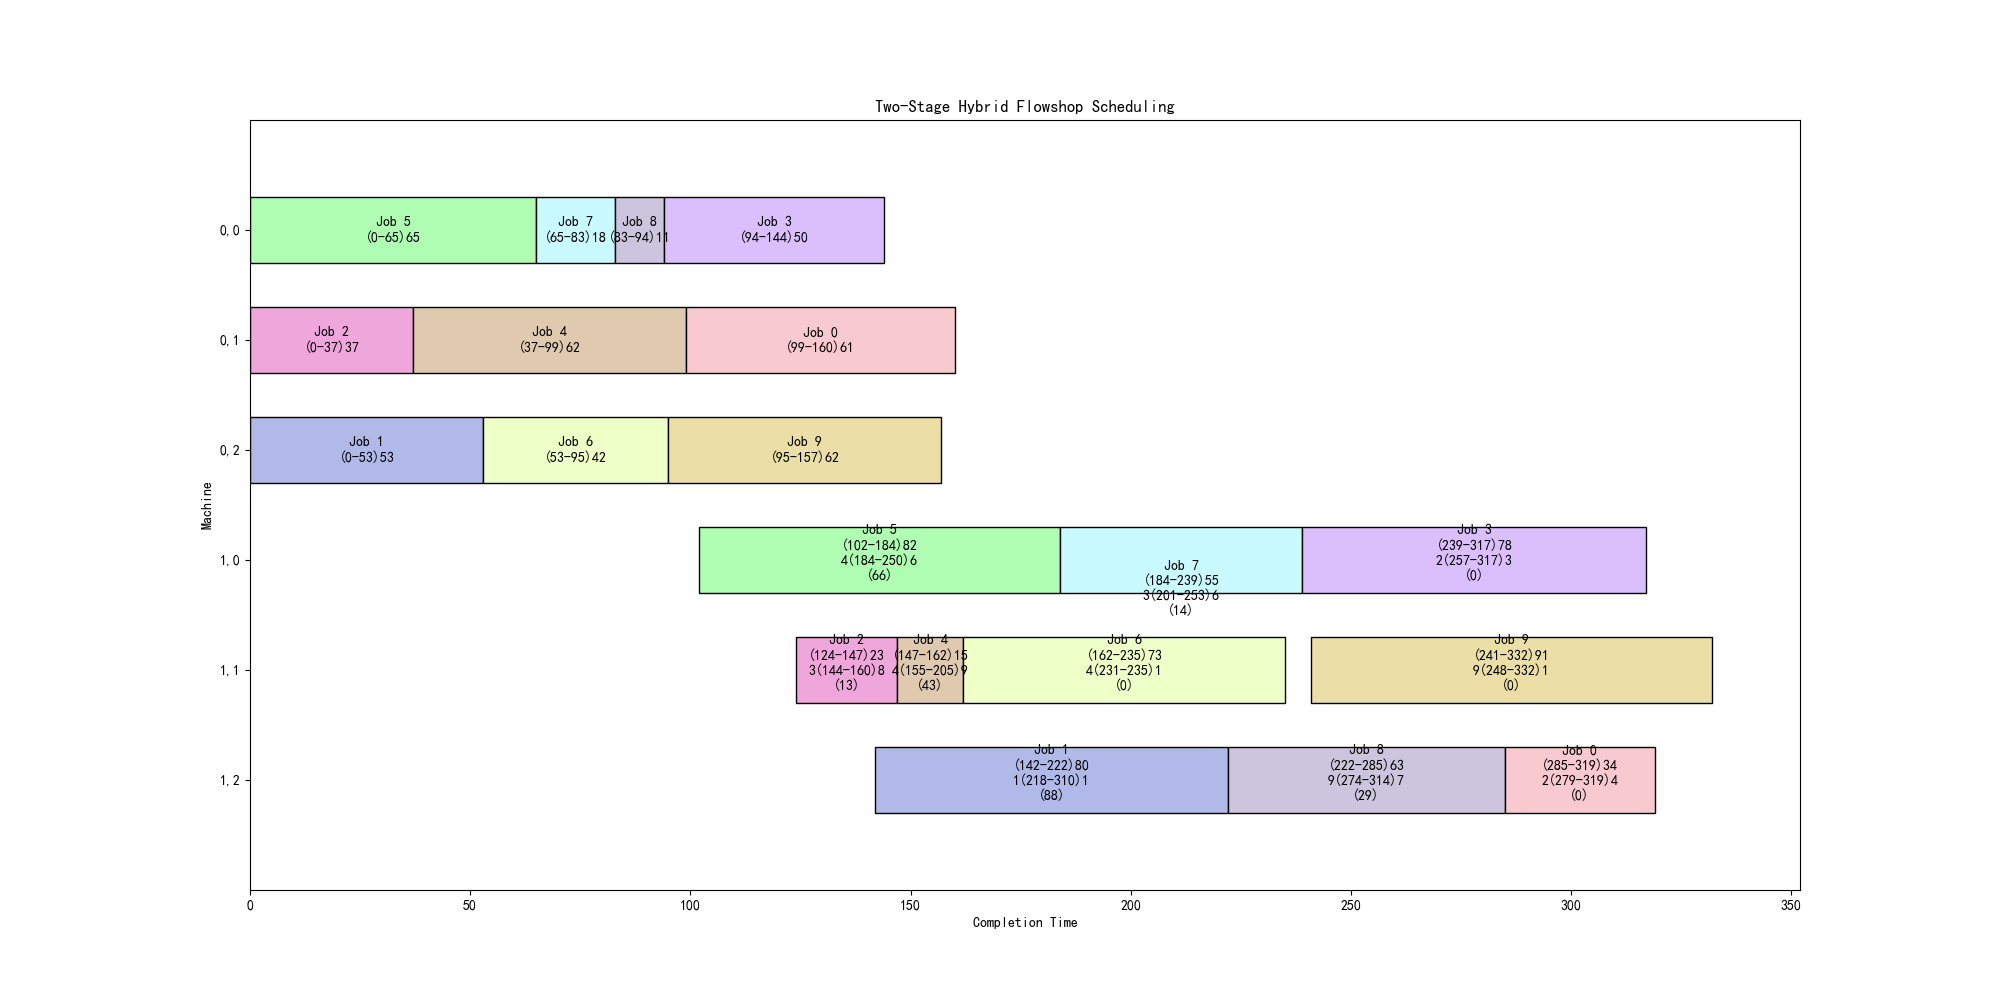 Two-Stage Hybrid Flowshop Scheduling
0,0
Job 5
(0-65)65
Job 7
(65-83)18
Job 8
(83-94)11
Job 3
(94-144)50
0,1
Job 2
(0-37)37
Job 4
(37-99)62
Job 0
(99-160)61
0,2
Job 1
(0-53)53
Job 6
(53-95)42
Job 9
(95-157)62
Machine
1,0
Job 5
(102-184)82
4(184-250)6
(66)
Job 7
(184-239)55
3(201-253)6
(14)
Job 3
(239-317)78
2(257-317)3
(0)
1,1
Job 2
(124-147)23
3(144-160)8
(13)
Job 4
(147-162)15
4(155-205)9
(43)
Job 6
(162-235)73
4(231-235)1
(0)
Job 9
(241-332)91
9(248-332)1
(0)
1,2
Job 1
(142-222)80
1(218-310)1
(88)
Job 8
(222-285)63
9(274-314)7
(29)
Job 0
(285-319)34
2(279-319)4
(0)
0
50
100
150
200
250
300
350
Completion Time